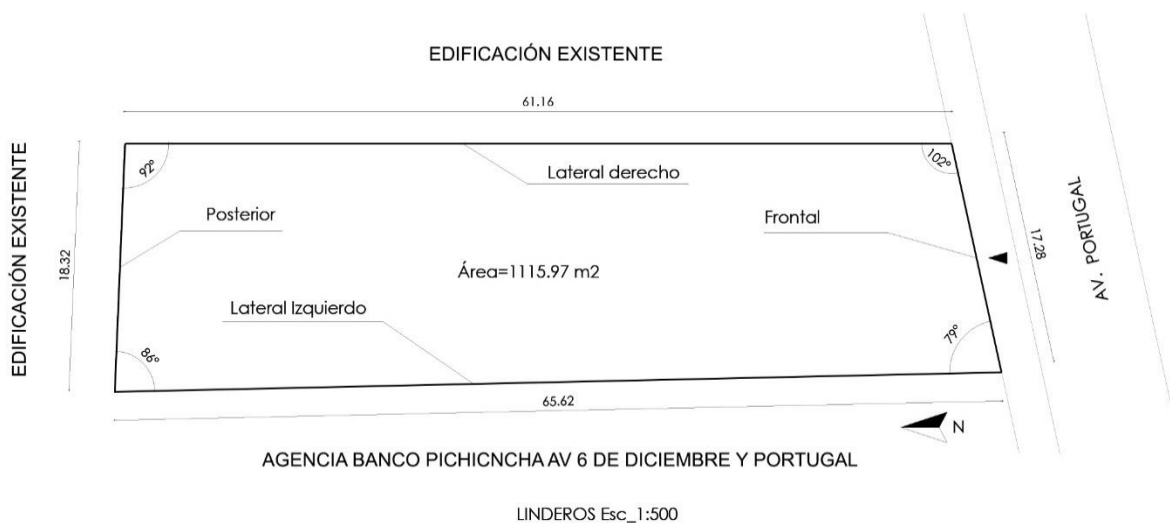 EDIFICACIÓN EXISTENTE
61.16
92°
102°
Lateral derecho
EDIFICACIÓN EXISTENTE
Posterior
Frontal
18.32
17.28
AV. PORTUGAL
Área=1115.97 m2
Lateral Izquierdo
86°
79°
65.62
N
AGENCIA BANCO PICHICNCHA AV 6 DE DICIEMBRE Y PORTUGAL
LINDEROS Esc_1:500